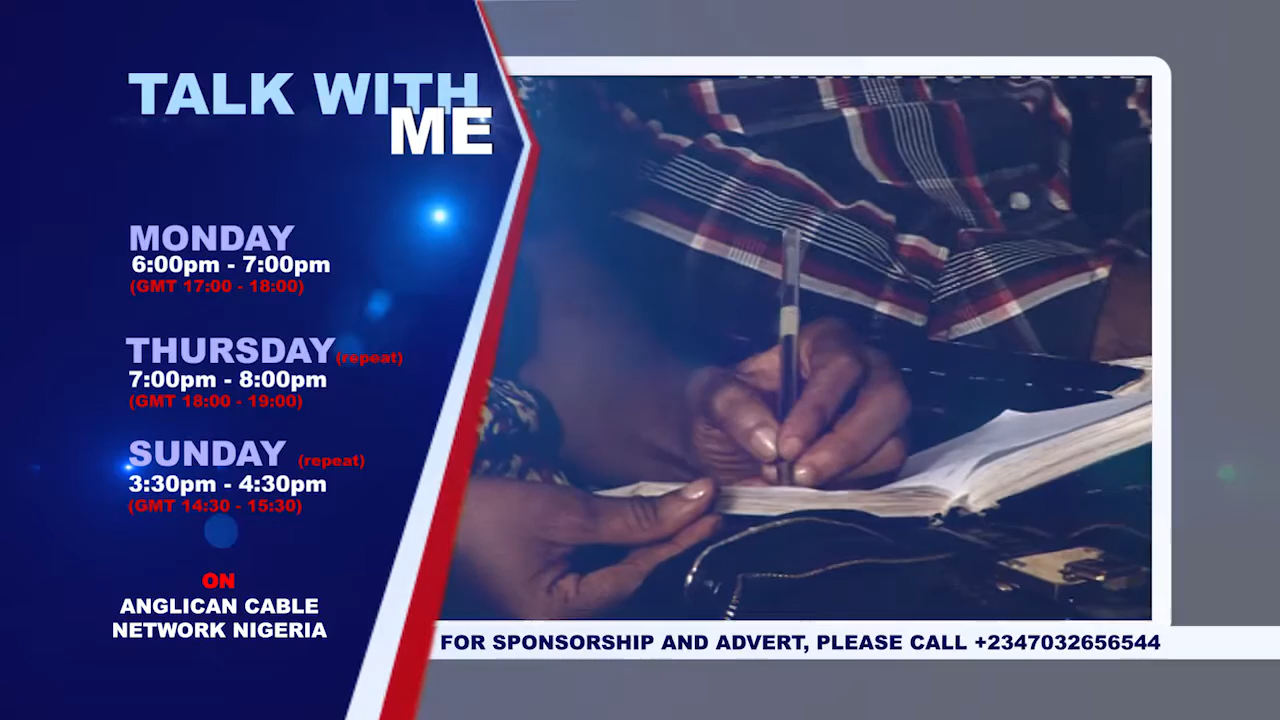 TALK WITH
ME
MONDAY
6:00pm - 7:00pm
(GMT 17:00 - 18:00)
THURSDAY (repeat)
7:00pm - 8:00pm
(GMT 18:00 - 19:00)
SUNDAY (repeat)
3:30pm - 4:30pm
(GMT 14:30 - 15:30)
ON
ANGLICAN CABLE
NETWORK NIGERIA
FOR SPONSORSHIP AND ADVERT, PLEASE CALL +2347032656544